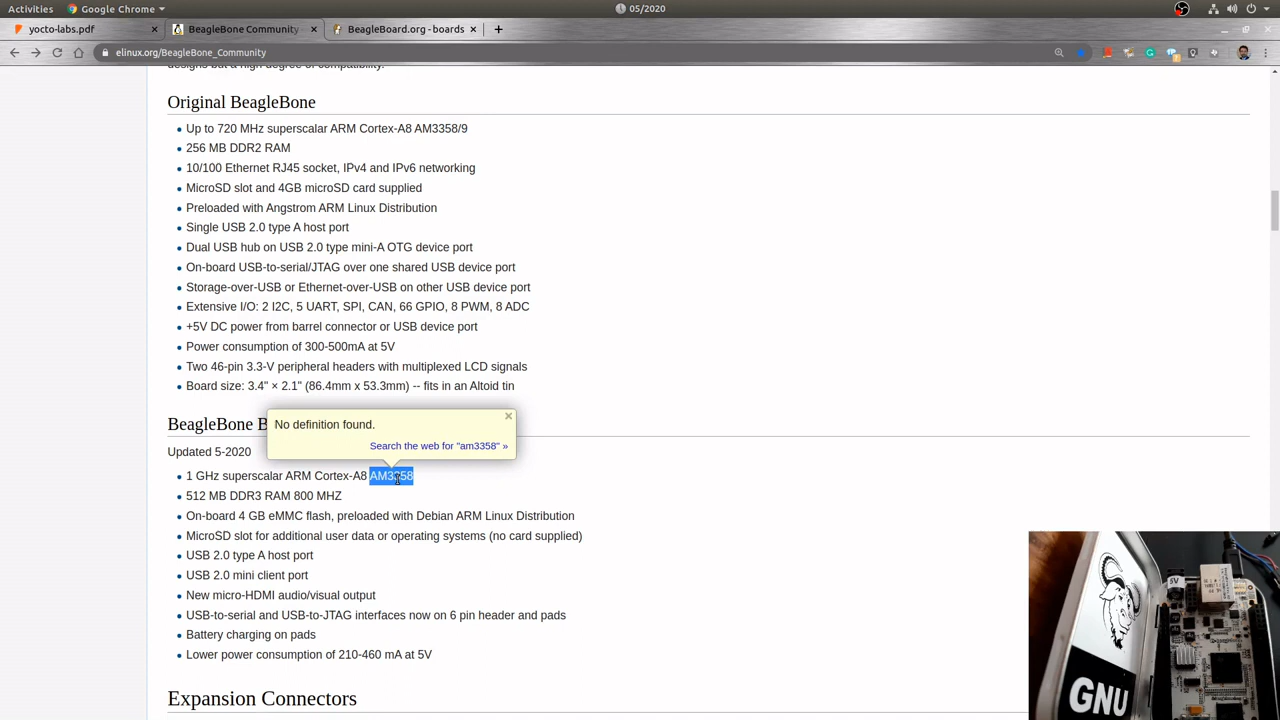 Activities
Google Chrome
05/2020
yocto-labs.pdf
BeagleBone Community
BeagleBoard.org - boards
elinux.org/BeagleBone_Community
designs but a high degree of compatibility.
Original BeagleBone
Up to 720 MHz superscalar ARM Cortex-A8 AM3358/9
256 MB DDR2 RAM
10/100 Ethernet RJ45 socket, IPv4 and IPv6 networking
MicroSD slot and 4GB microSD card supplied
Preloaded with Angstrom ARM Linux Distribution
Single USB 2.0 type A host port
Dual USB hub on USB 2.0 type mini-A OTG device port
On-board USB-to-serial/JTAG over one shared USB device port
Storage-over-USB or Ethernet-over-USB on other USB device port
Extensive I/O: 2 I2C, 5 UART, SPI, CAN, 66 GPIO, 8 PWM, 8 ADC
+5V DC power from barrel connector or USB device port
Power consumption of 300-500mA at 5V
Two 46-pin 3.3-V peripheral headers with multiplexed LCD signals
Board size: 3.4" × 2.1" (86.4mm x 53.3mm) -- fits in an Altoid tin
BeagleBone B
No definition found.
Search the web for "am3358" »
Updated 5-2020
1 GHz superscalar ARM Cortex-A8 AM3358
512 MB DDR3 RAM 800 MHZ
On-board 4 GB eMMC flash, preloaded with Debian ARM Linux Distribution
MicroSD slot for additional user data or operating systems (no card supplied)
USB 2.0 type A host port
USB 2.0 mini client port
New micro-HDMI audio/visual output
USB-to-serial and USB-to-JTAG interfaces now on 6 pin header and pads
Battery charging on pads
Lower power consumption of 210-460 mA at 5V
Expansion Connectors
5V
GNU